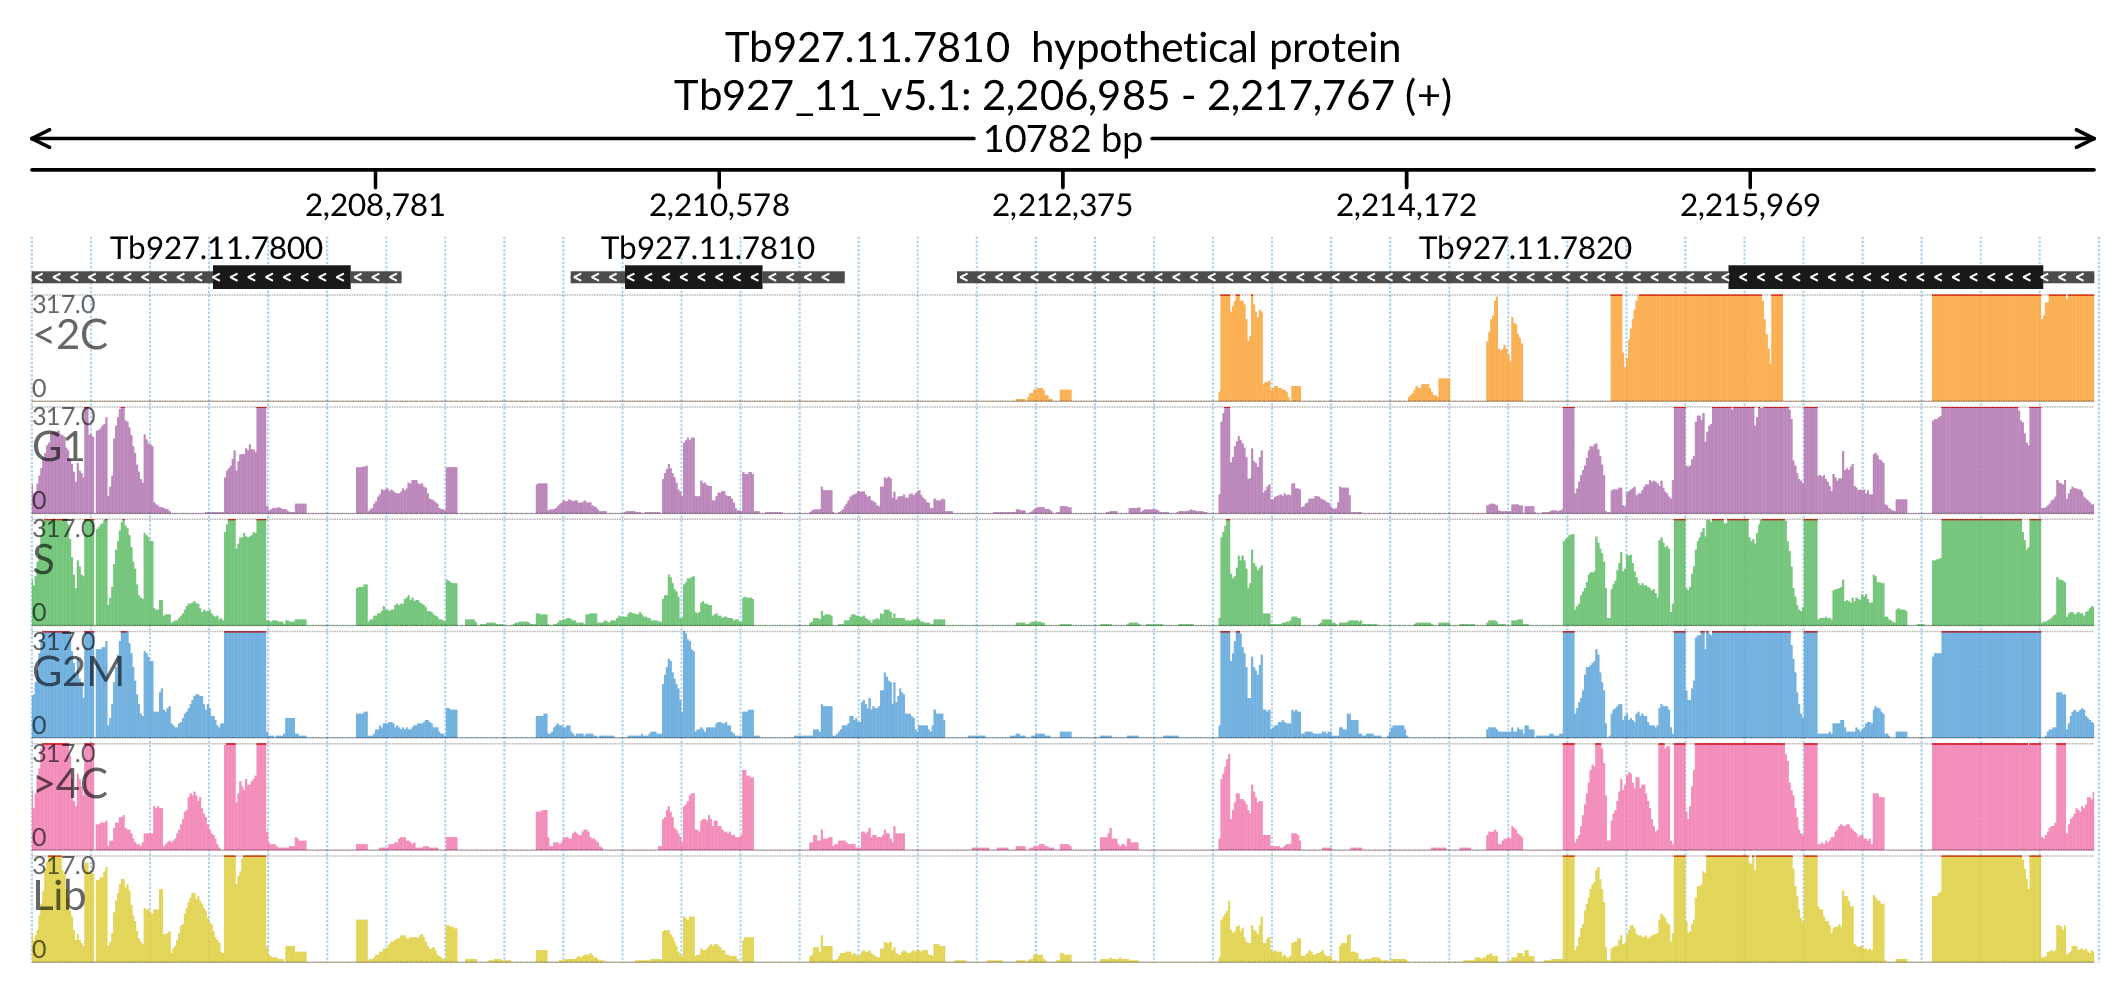 Tb927.11.7810  hypothetical protein
Tb927_11_v5.1: 2,206,985 - 2,217,767 (+)
10782 bp
2,208,781 2,210,578 2,212,375 2,214,172 2,215,969
Tb927.11.7800 Tb927.11.7810 Tb927.11.7820
317.0
<2C
0
317.0
G1
0
317.0
S
0
317.0
G2M
0
317.0
>4C
0
317.0
Lib
0